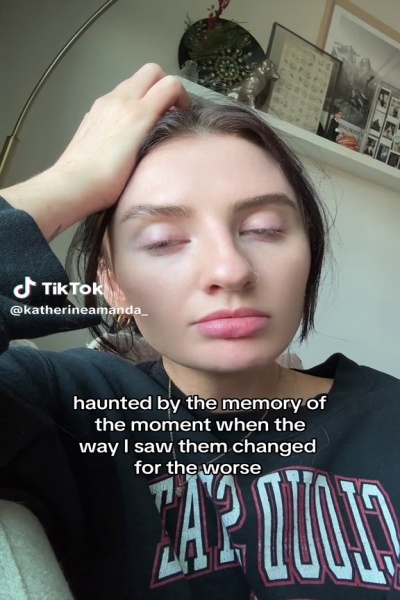 TikTok
@katherineamanda_
haunted by the memory of
the moment when the
way I saw them changed
for the worse